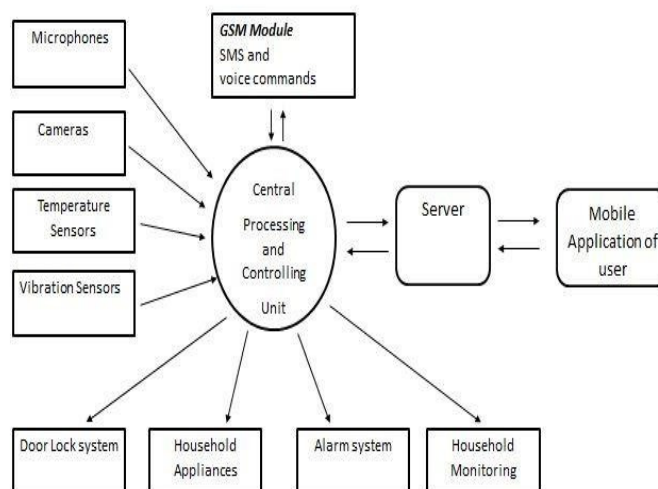 Microphones
GSM Module
SMS and
voice commands
Cameras
Temperature
Sensors
Vibration Sensors
Central
Processing
and
Controlling
Unit
Server
Mobile
Application of
user
Door Lock system
Household
Appliances
Alarm system
Household
Monitoring